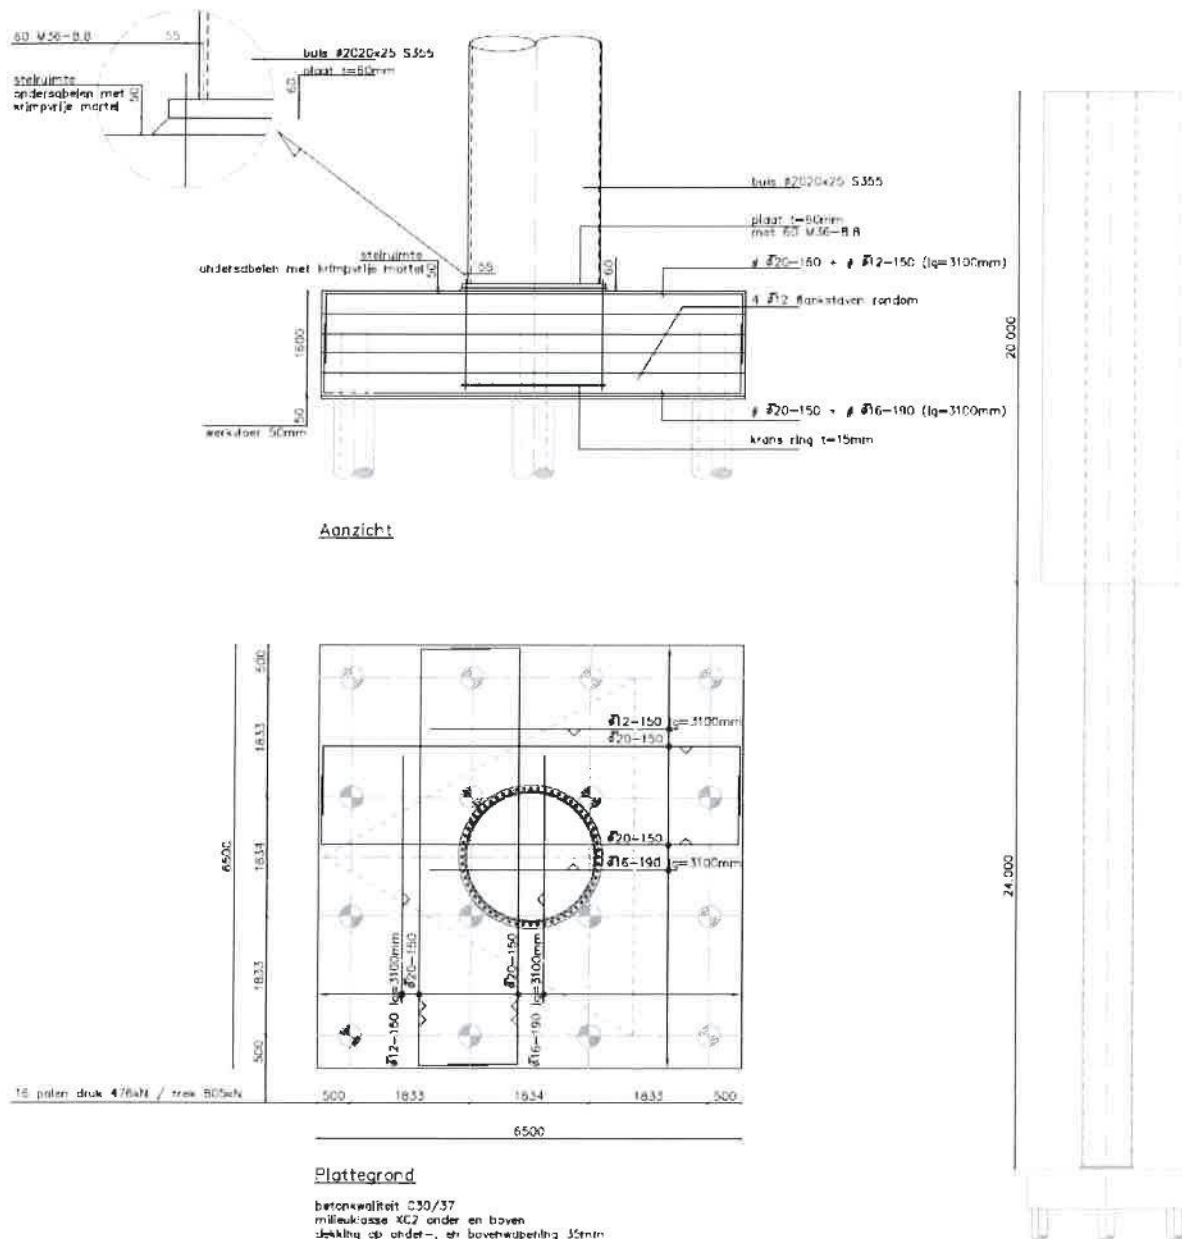 60 M36-8.8
55
buis ø2020x25 S355
plaat t=60mm
60
stelruimte
ondersabelen met
krimpvrije mortel
50
buis ø2020x25 S355
plaat t=60mm
met 60 M36-8.8
stelruimte
ondersabelen met krimpvrije mortel
50
55
60
# ø20-150 + # ø12-150 (lg=3100mm)
4 ø12 flankstaven rondom
1600
50
werkvloer 50mm
# ø20-150 + # ø16-190 (lg=3100mm)
krans ring t=15mm
Aanzicht
20.000
24.000
500
1833
1834
1833
500
6500
ø12-150 lg=3100mm
ø20-150
ø20-150
ø16-190 lg=3100mm
ø12-150 lg=3100mm
ø20-150
ø20-150
ø16-190 lg=3100mm
16 palen druk 476kN / trek
500
1833
1834
1833
500
6500
Plattegrond
betonkwaliteit C30/37
milieuklasse XC2 onder en boven
dekking op onder-, en bovenwapening 35mm